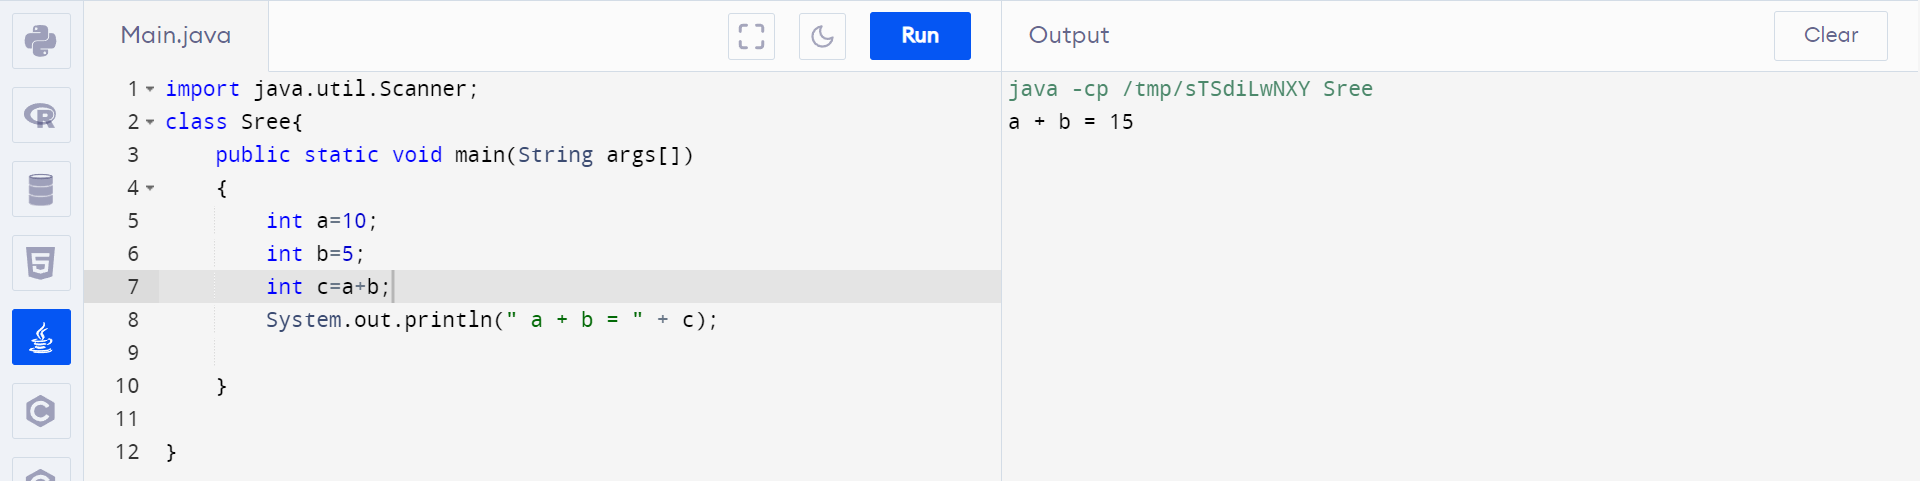 Main.java
Run
1 import java.util.Scanner;
2 class Sree{
3 public static void main(String args[])
4 {
5 int a=10;
6 int b=5;
7 int c=a+b;
8 System.out.println(" a + b = " + c);
9
10 }
11
12 }
Output
Clear
java -cp /tmp/sTSdiLwNXY Sree
a + b = 15